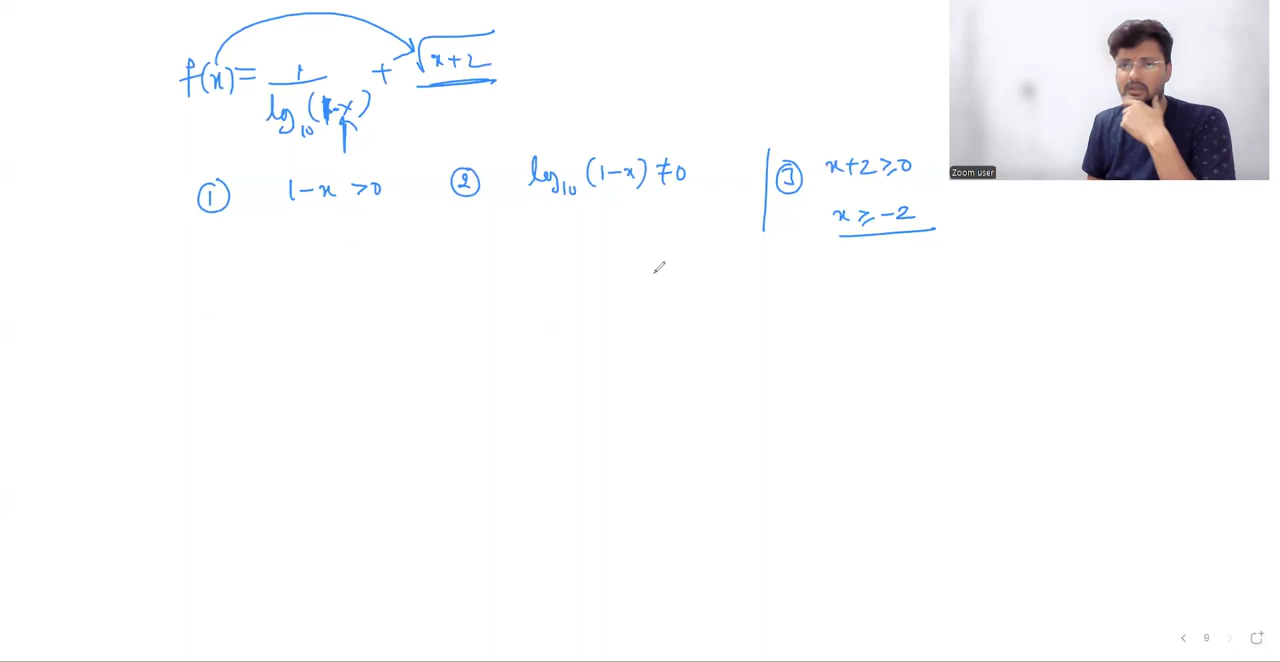 f(x) = 1/log₁₀(1-x) + √(x+2)
① 1-x >0
② log₁₀ (1-x) ≠0
③ x+2 ⩾0
x ⩾ -2
Zoom user
9